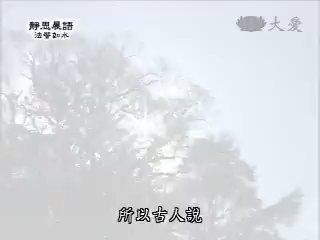 靜思晨語
法譬如水
大愛
所以古人說